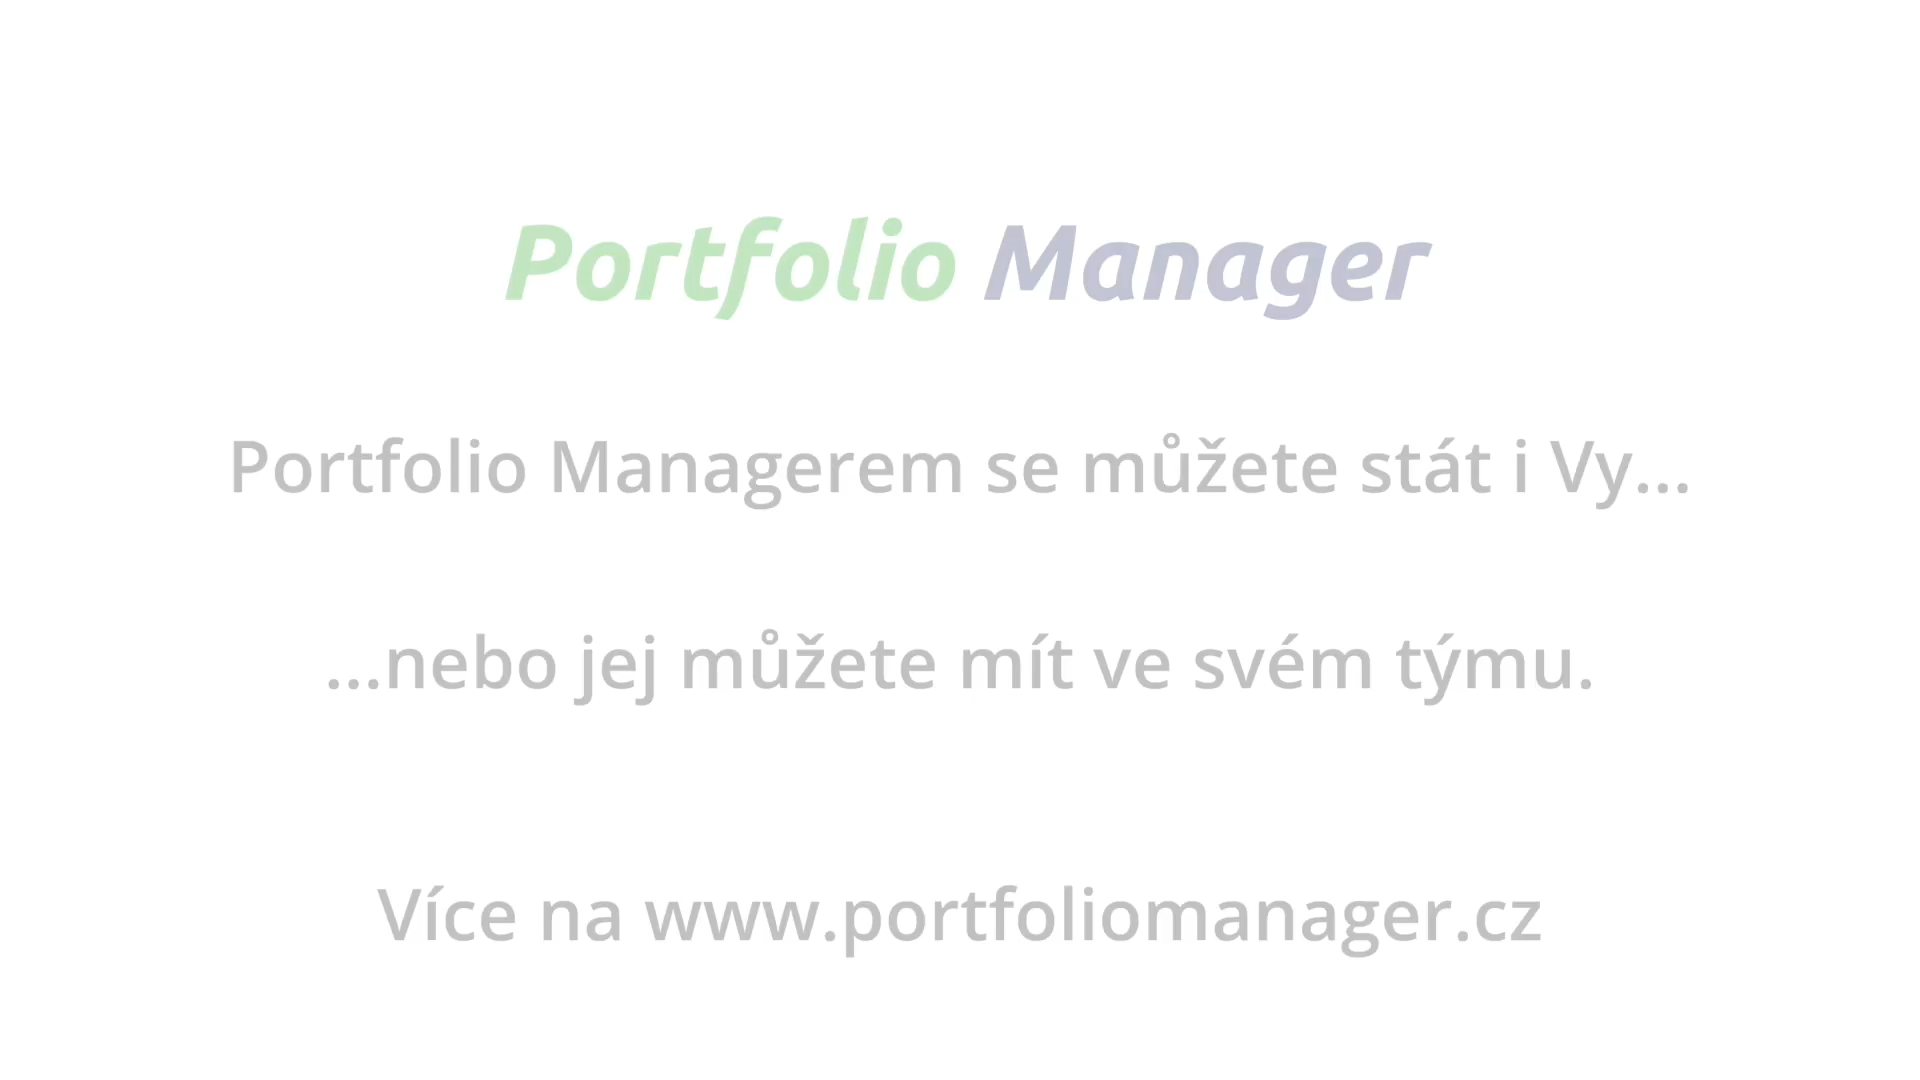 Portfolio Manager
Portfolio Managerem se můžete stát i Vy...
...nebo jej můžete mít ve svém týmu.
Více na www.portfoliomanager.cz